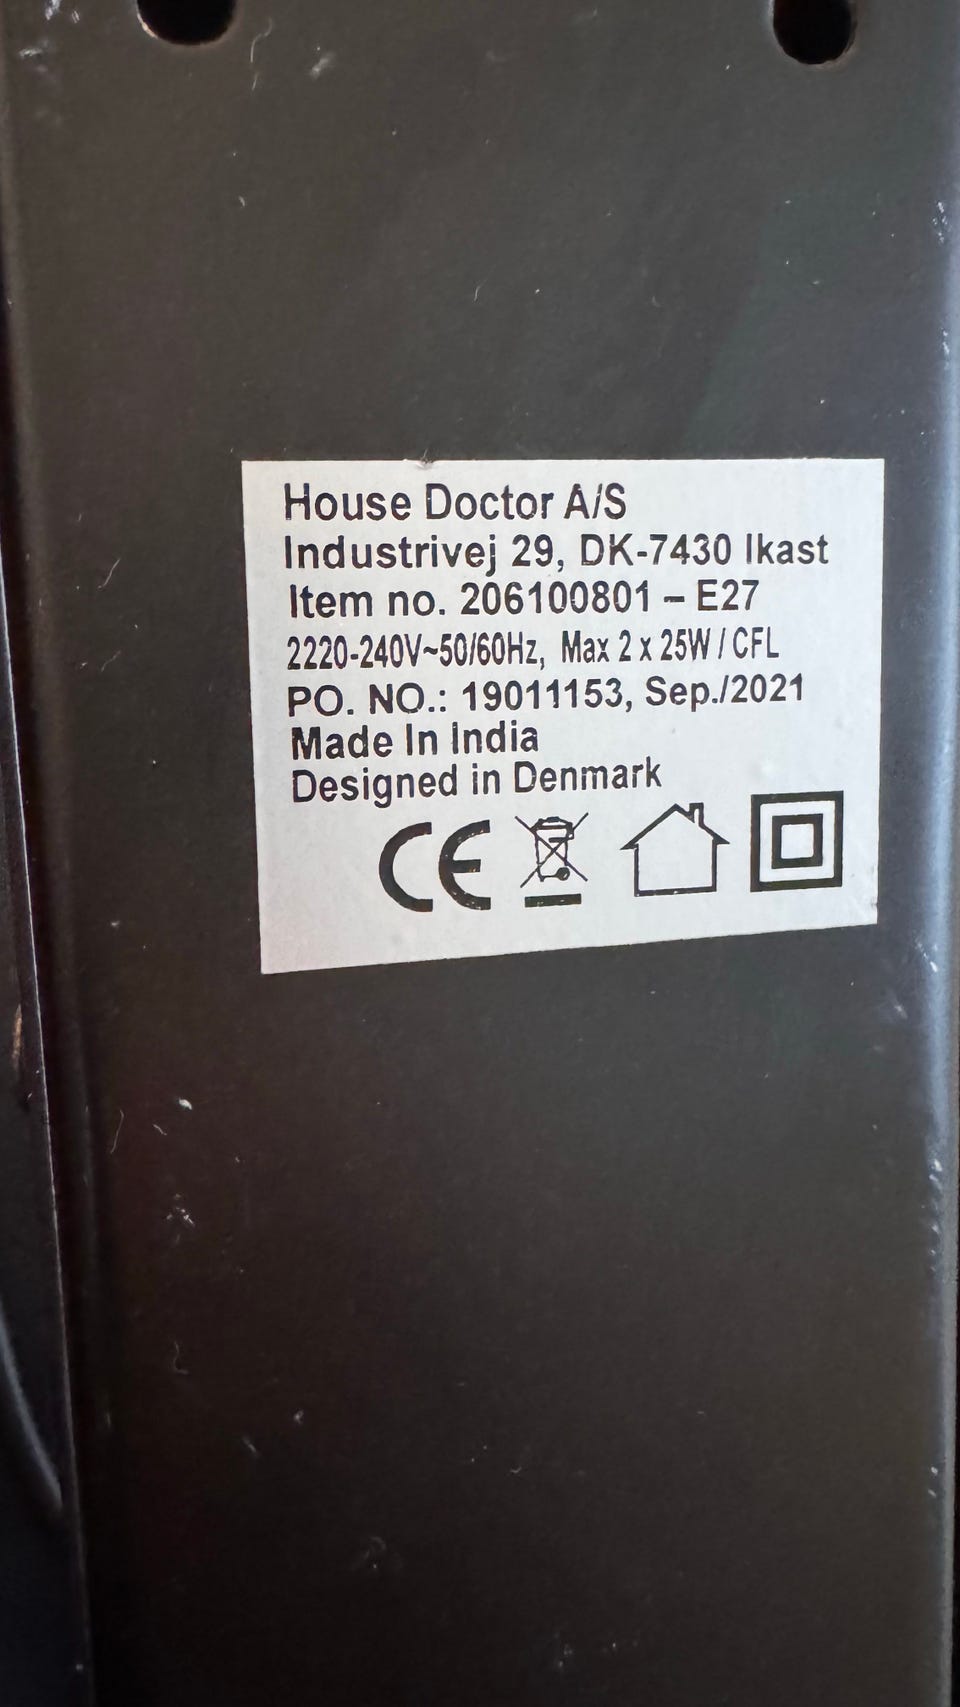 House Doctor A/S
Industrivej 29, DK-7430 Ikast
Item no. 206100801 – E27
2220-240V~50/60Hz, Max 2 x 25W / CFL
PO. NO.: 19011153, Sep./2021
Made In India
Designed in Denmark
CE